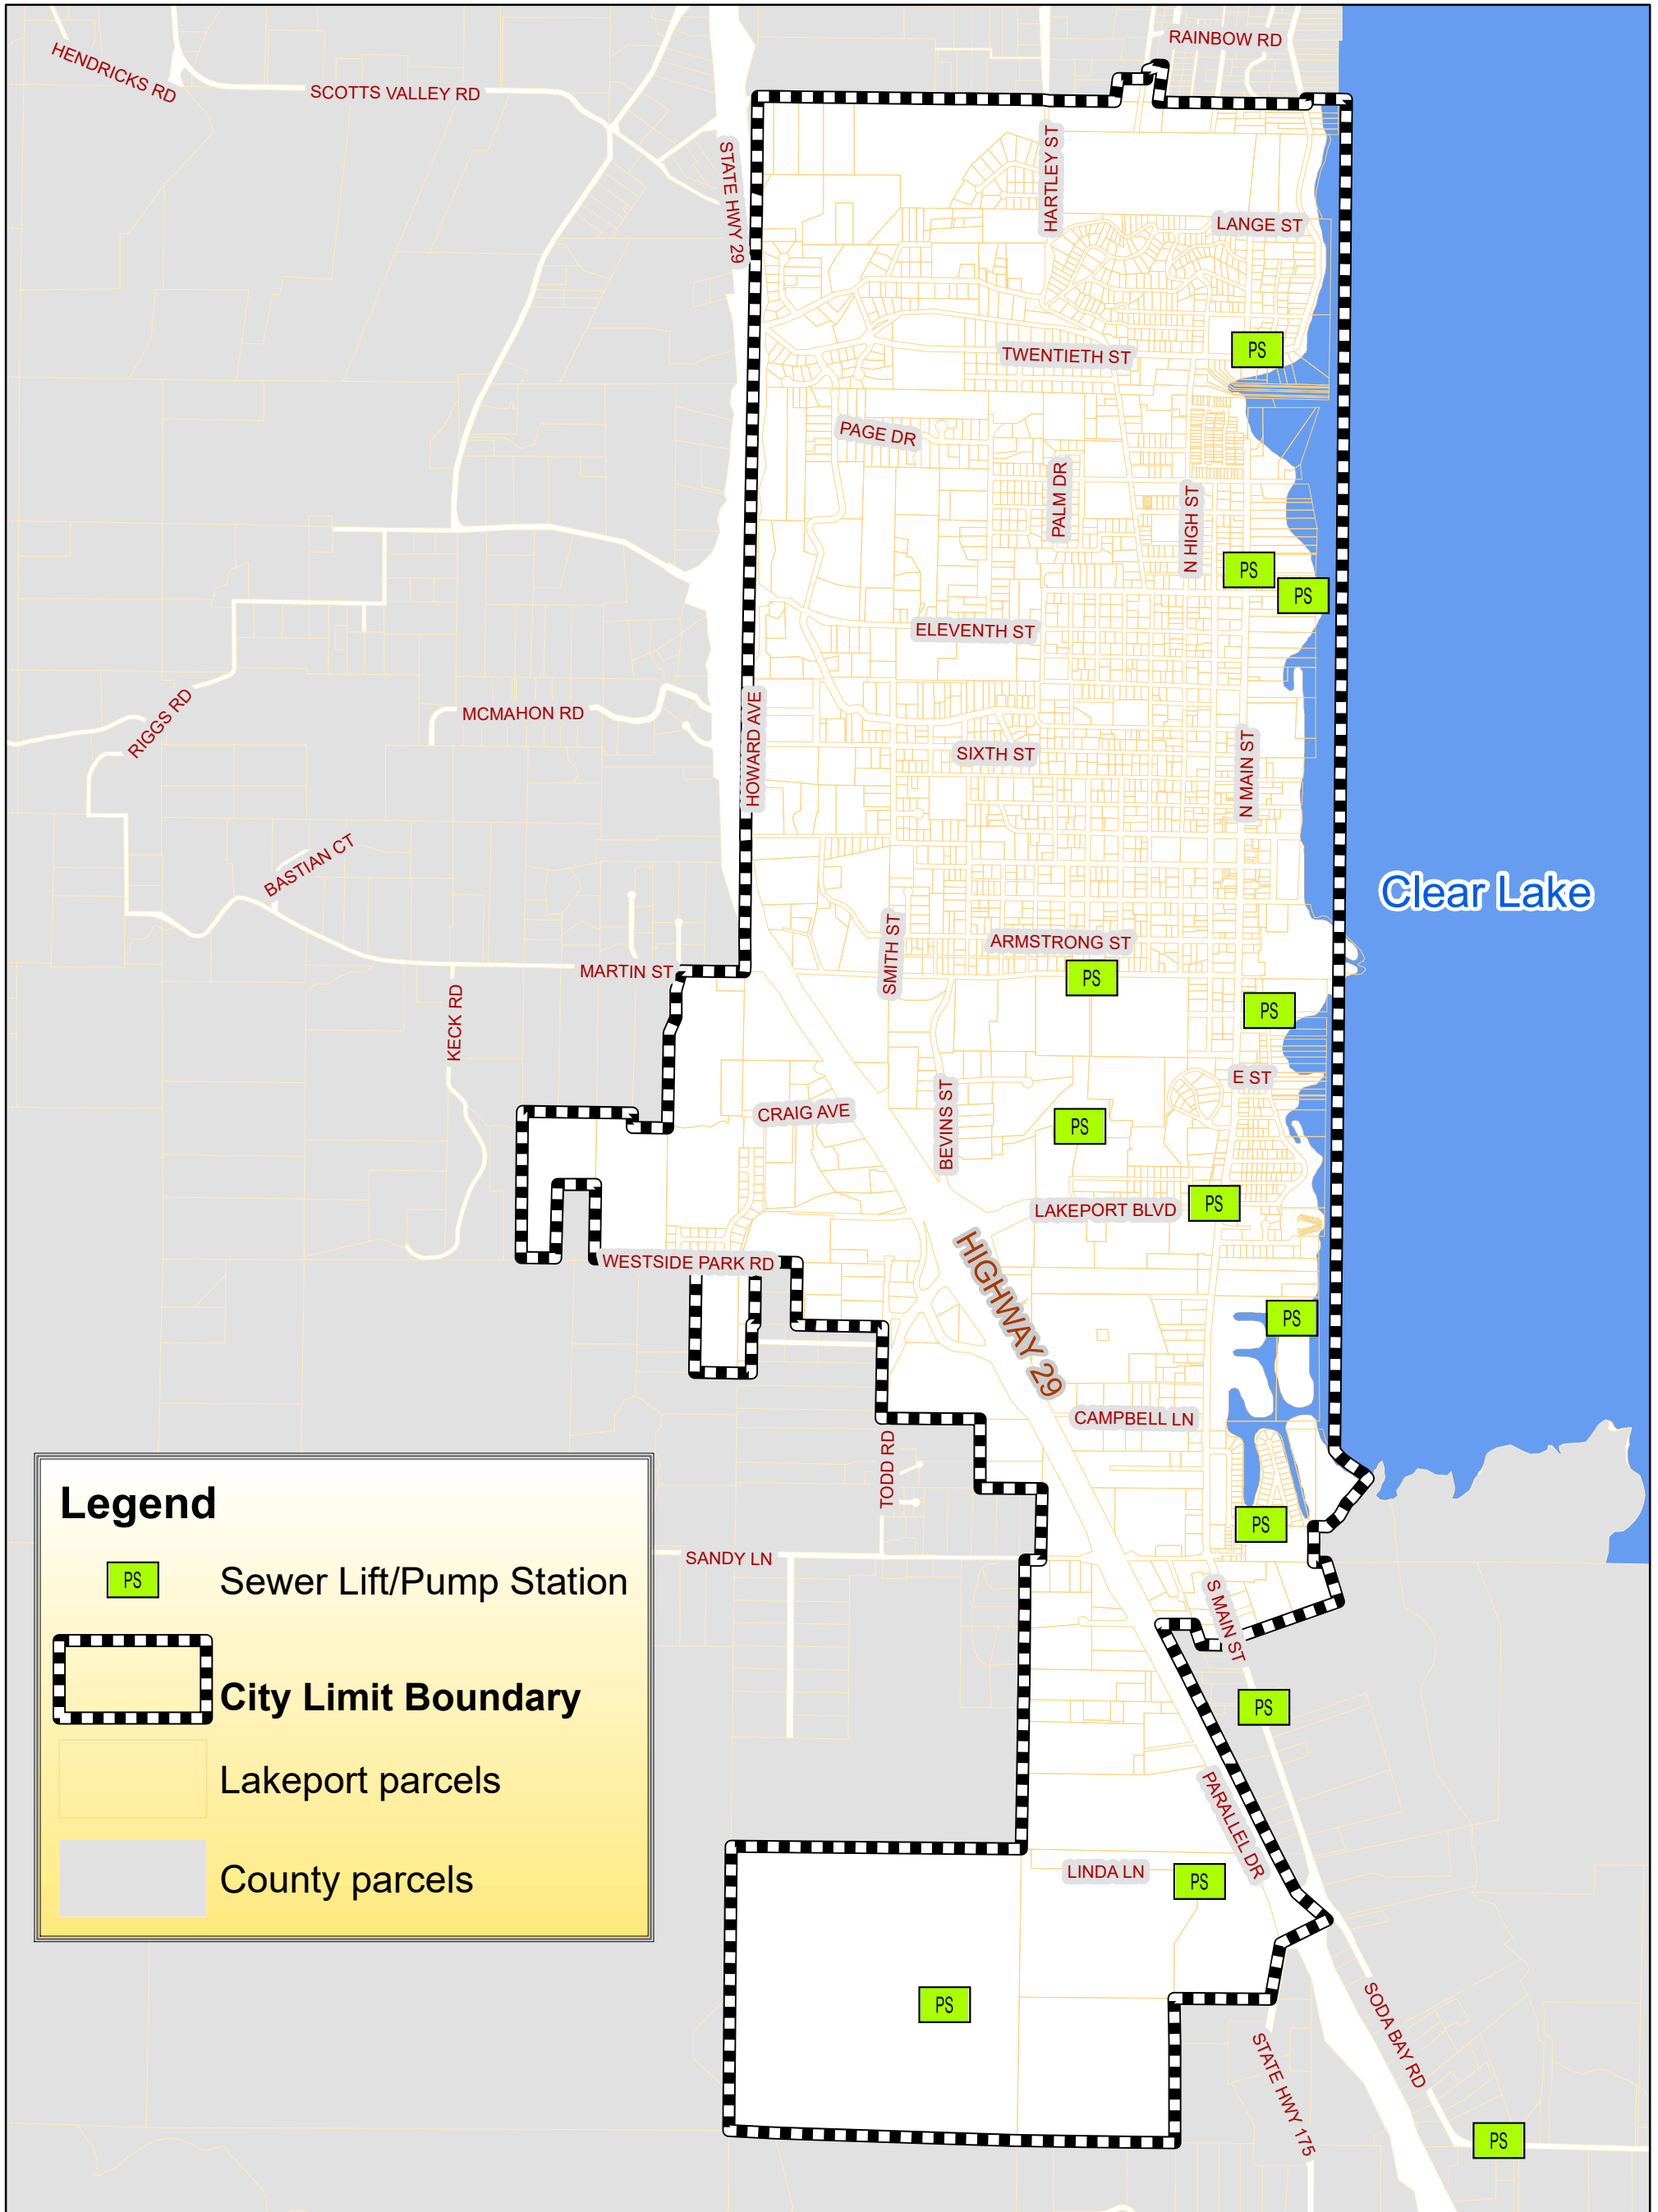 RAINBOW RD
HENDRICKS RD
SCOTTS VALLEY RD
STATE HWY 29
HARTLEY ST
LANGE ST
PS
TWENTIETH ST
PAGE DR
PALM DR
N HIGH ST
PS
PS
ELEVENTH ST
RIGGS RD
MCMAHON RD
HOWARD AVE
SIXTH ST
N MAIN ST
BASTIAN CT
Clear Lake
SMITH ST
ARMSTRONG ST
MARTIN ST
PS
PS
KECK RD
E ST
CRAIG AVE
BEVINS ST
PS
LAKEPORT BLVD
PS
WESTSIDE PARK RD
HIGHWAY 29
PS
CAMPBELL LN
TODD RD
PS
SANDY LN
S MAIN ST
PS
PARALLEL DR
LINDA LN
PS
PS
SODA BAY RD
STATE HWY 175
PS
Legend
PS Sewer Lift/Pump Station
City Limit Boundary
Lakeport parcels
County parcels